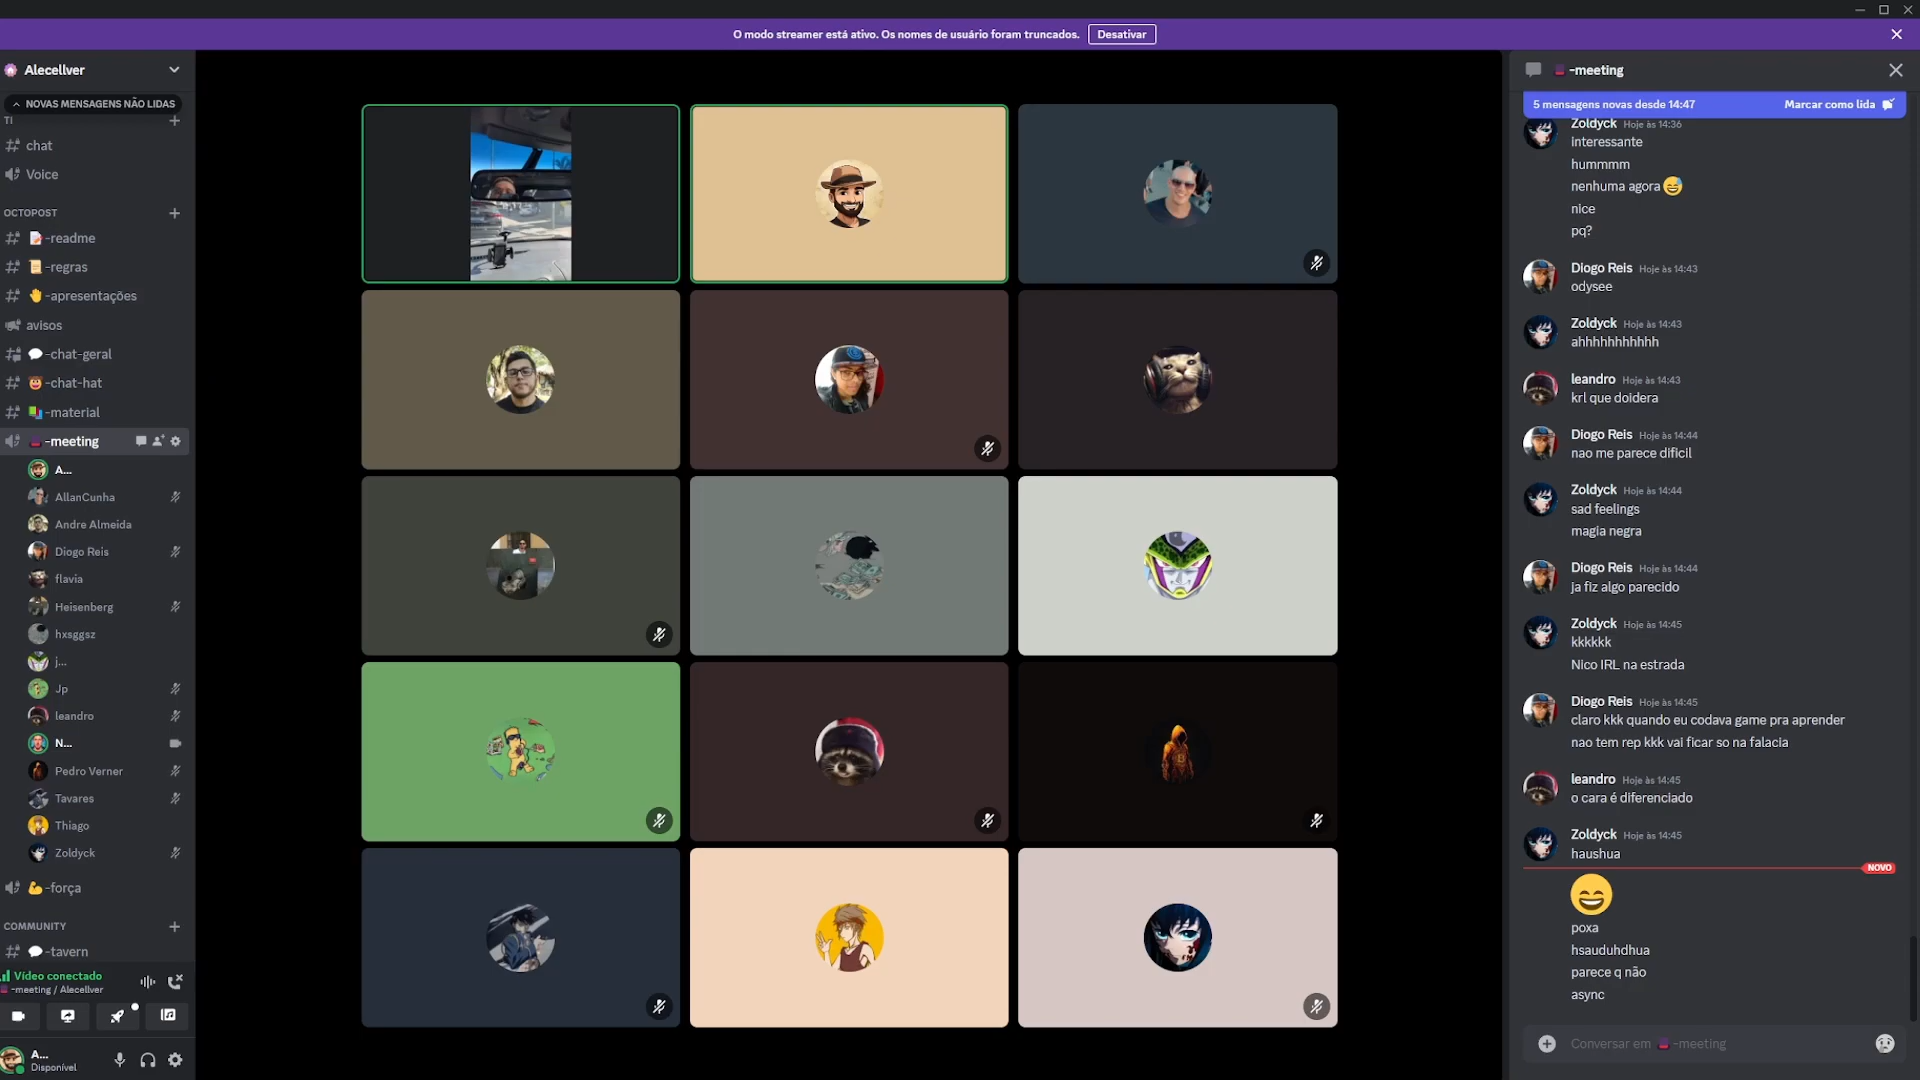 O modo streamer está ativo. Os nomes de usuário foram truncados.
Desativar
Alecellver
NOVAS MENSAGENS NÃO LIDAS
TI
chat
Voice
OCTOPOST
-readme
-regras
-apresentações
avisos
-chat-geral
-chat-hat
-material
-meeting
A...
AllanCunha
Andre Almeida
Diogo Reis
flavia
Heisenberg
hxsggsz
j...
Jp
leandro
N...
Pedro Verner
Tavares
Thiago
Zoldyck
-força
COMMUNITY
-tavern
Vídeo conectado
-meeting / Alecellver
A...
Disponível
-meeting
5 mensagens novas desde 14:47
Marcar como lida
Zoldyck Hoje às 14:36
Interessante
hummmm
nenhuma agora
nice
pq?
Diogo Reis Hoje às 14:43
odysee
Zoldyck Hoje às 14:43
ahhhhhhhhhhh
leandro Hoje às 14:43
krl que doidera
Diogo Reis Hoje às 14:44
nao me parece dificil
Zoldyck Hoje às 14:44
sad feelings
magia negra
Diogo Reis Hoje às 14:44
ja fiz algo parecido
Zoldyck Hoje às 14:45
kkkkkk
Nico IRL na estrada
Diogo Reis Hoje às 14:45
claro kkk quando eu codava game pra aprender
nao tem rep kkk vai ficar so na falacia
leandro Hoje às 14:45
o cara é diferenciado
Zoldyck Hoje às 14:45
haushua
NOVO
poxa
hsauduhdhua
parece q não
async
Conversar em -meeting